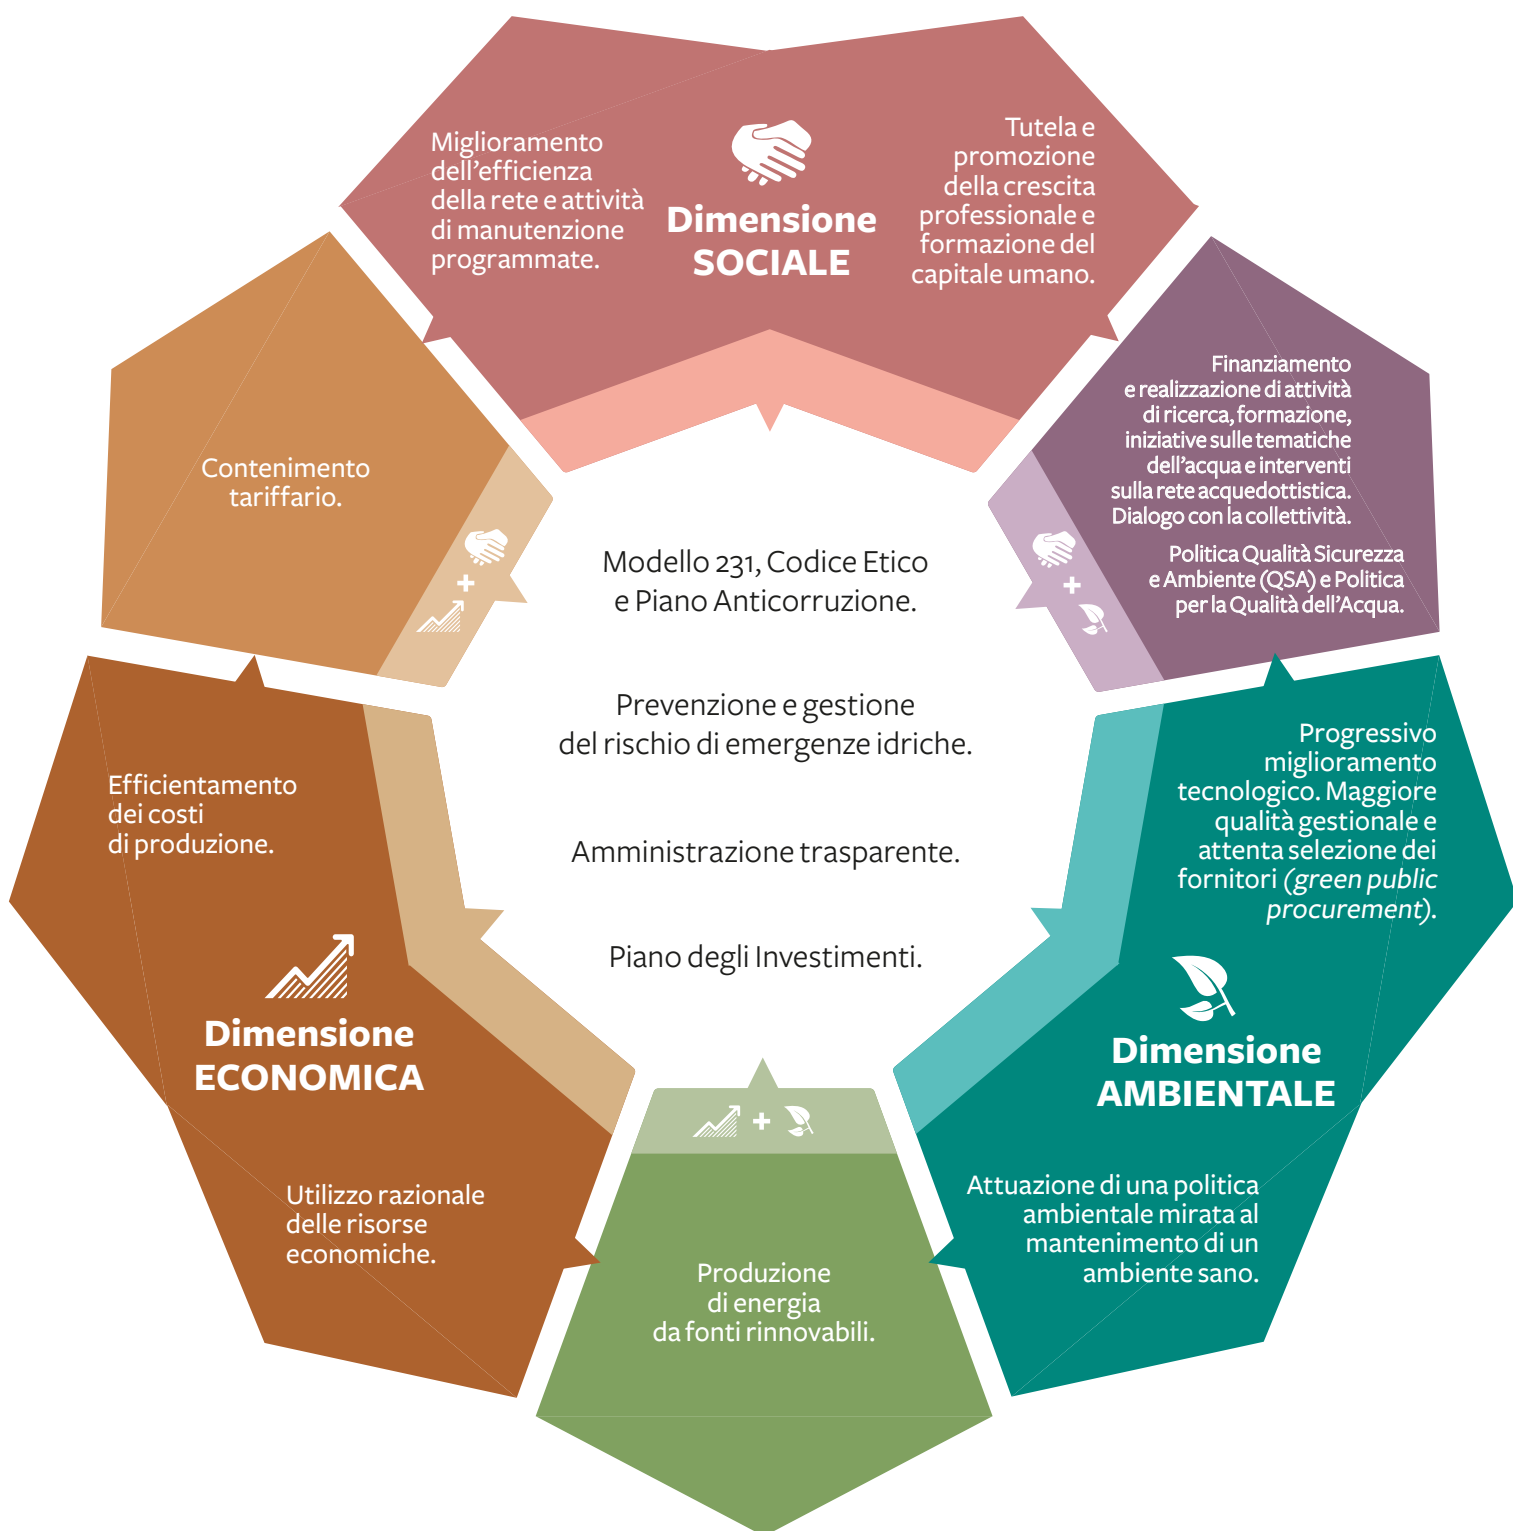 Miglioramento
dell’efficienza
della rete e attività
di manutenzione
programmate.
Dimensione
SOCIALE
Tutela e
promozione
della crescita
professionale e
formazione del
capitale umano.
Contenimento
tariffario.
Finanziamento
e realizzazione di attività
di ricerca, formazione,
iniziative sulle tematiche
dell’acqua e interventi
sulla rete acquedottistica.
Dialogo con la collettività.
Politica Qualità Sicurezza
e Ambiente (QSA) e Politica
per la Qualità dell’Acqua.
+
+
Modello 231, Codice Etico
e Piano Anticorruzione.
Prevenzione e gestione
del rischio di emergenze idriche.
Amministrazione trasparente.
Piano degli Investimenti.
Efficientamento
dei costi
di produzione.
Dimensione
ECONOMICA
Utilizzo razionale
delle risorse
economiche.
Progressivo
miglioramento
tecnologico. Maggiore
qualità gestionale e
attenta selezione dei
fornitori (green public
procurement).
Dimensione
AMBIENTALE
Attuazione di una politica
ambientale mirata al
mantenimento di un
ambiente sano.
+
Produzione
di energia
da fonti rinnovabili.